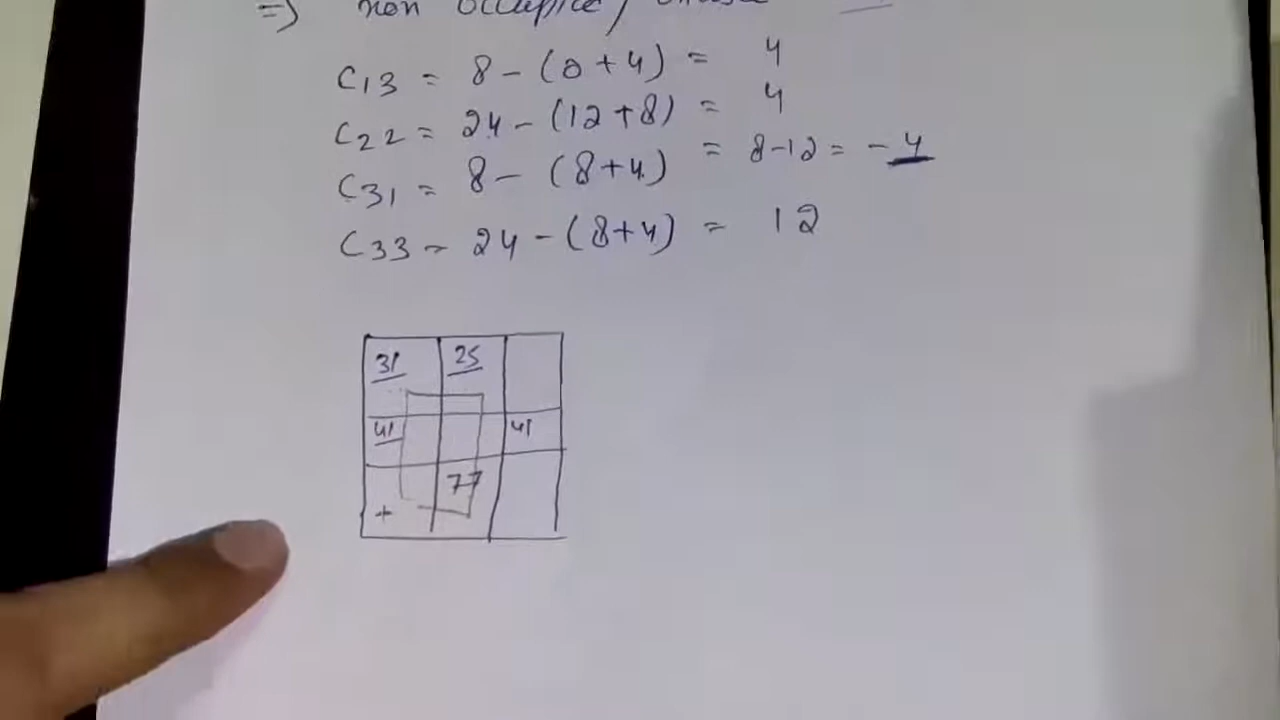 => non
C13 = 8 - (0+4) = 4
C22 = 24 - (12+8) = 4
C31 = 8 - (8+4) = 8-12 = -4
C33 = 24 - (8+4) = 12
31 25
41 41
77
+